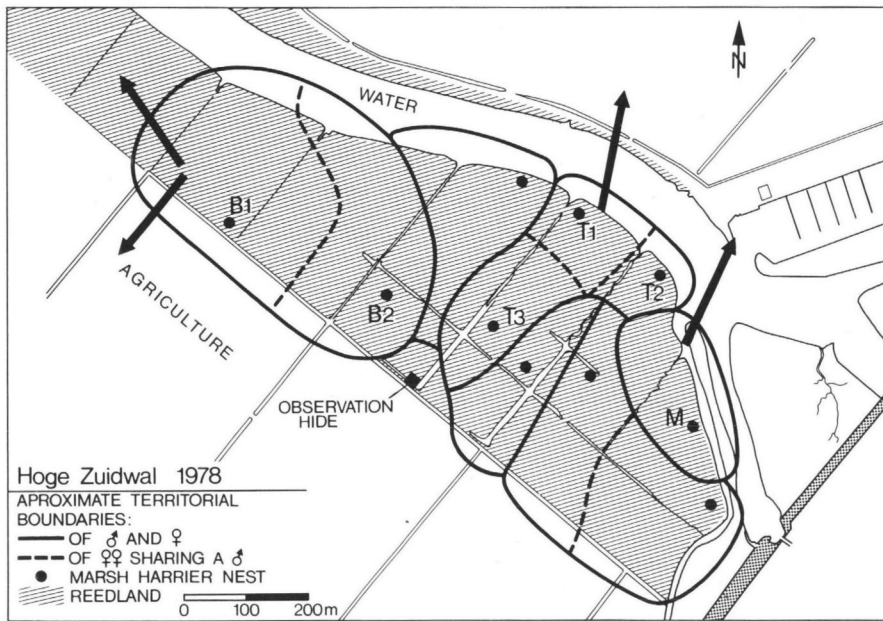 N
WATER
B1
T1
AGRICULTURE
T2
B2
T3
OBSERVATION
HIDE
M
Hoge Zuidwal 1978
APROXIMATE TERRITORIAL
BOUNDARIES:
OF ♂ AND ♀
OF ♀♀ SHARING A ♂
MARSH HARRIER NEST
REEDLAND
0 100 200m